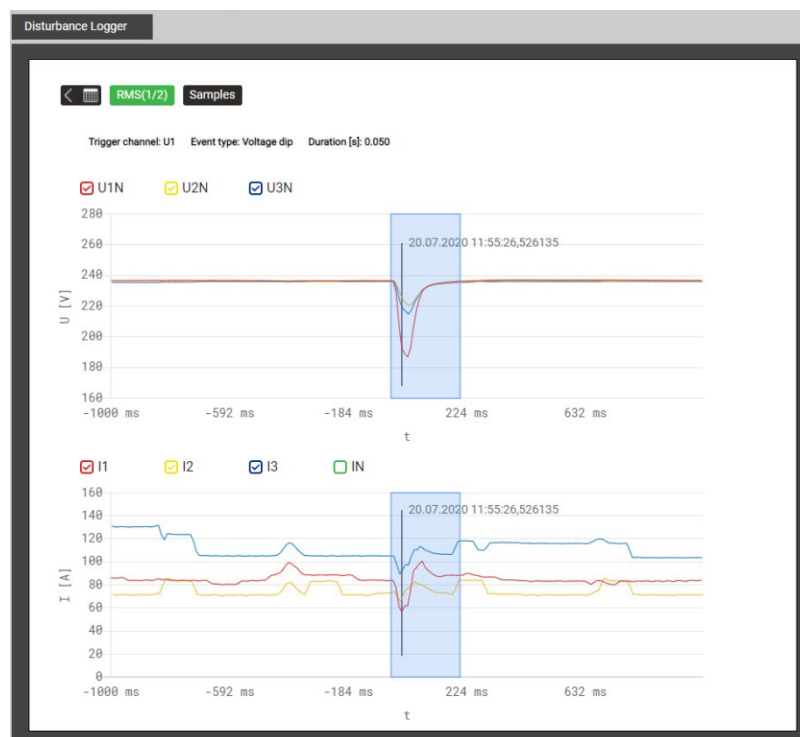 Disturbance Logger
RMS(1/2) Samples
Trigger channel: U1 Event type: Voltage dip Duration [s]: 0.050
U1N U2N U3N
280
20.07.2020 11:55:26,526135
260
240
220
200
180
160
U [V]
-1000 ms -592 ms -184 ms 224 ms 632 ms
t
I1 I2 I3 IN
160
20.07.2020 11:55:26,526135
140
120
100
80
60
40
20
0
I [A]
-1000 ms -592 ms -184 ms 224 ms 632 ms
t